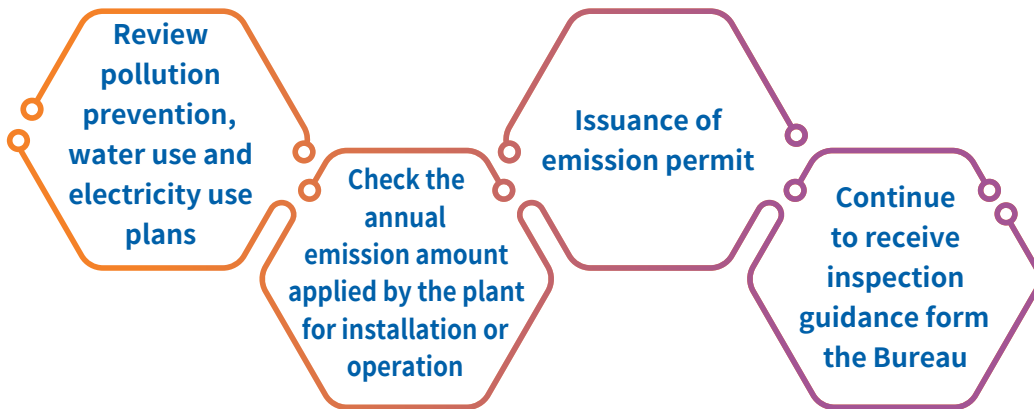 Review
pollution
prevention,
water use and
electricity use
plans
Check the
annual
emission amount
applied by the plant
for installation or
operation
Issuance of
emission permit
Continue
to receive
inspection
guidance form
the Bureau